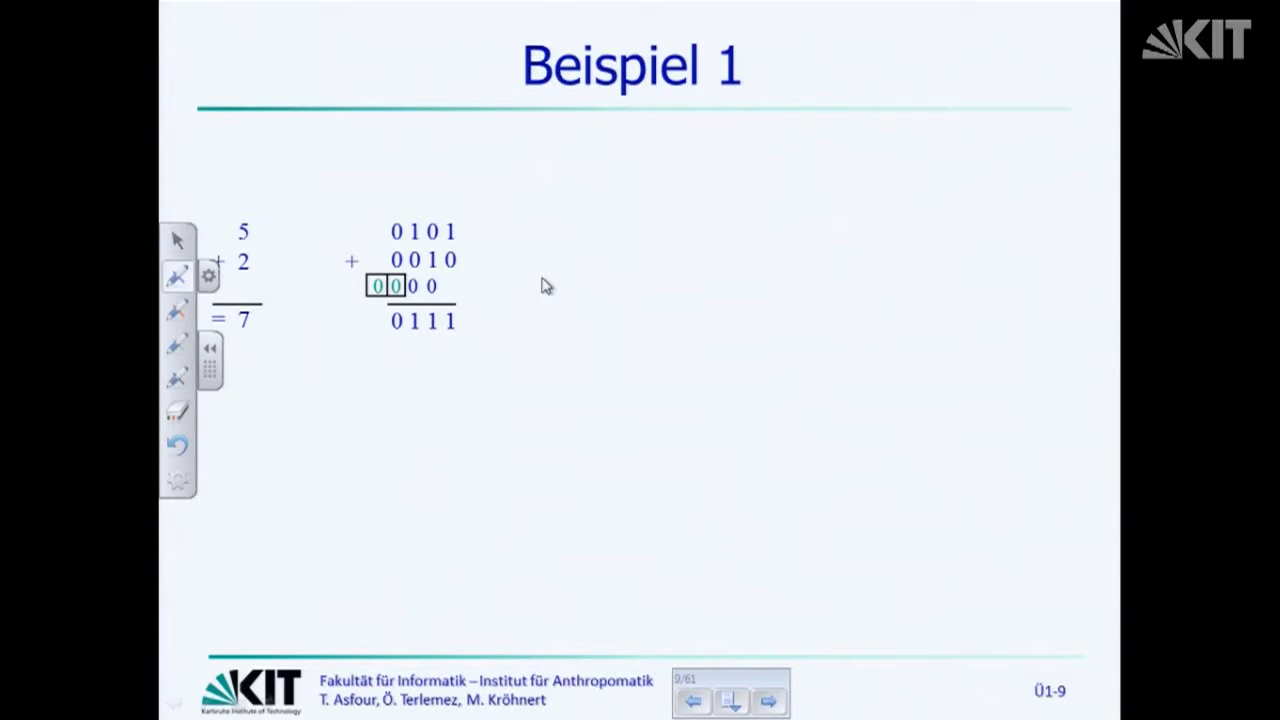 KIT
Beispiel 1
5
+ 2
= 7
0 1 0 1
+ 0 0 1 0
0 0 0 0
0 1 1 1
KIT
Karlsruhe Institute of Technology
Fakultät für Informatik – Institut für Anthropomatik
T. Asfour, Ö. Terlemez, M. Kröhnert
9/61
Ü1-9